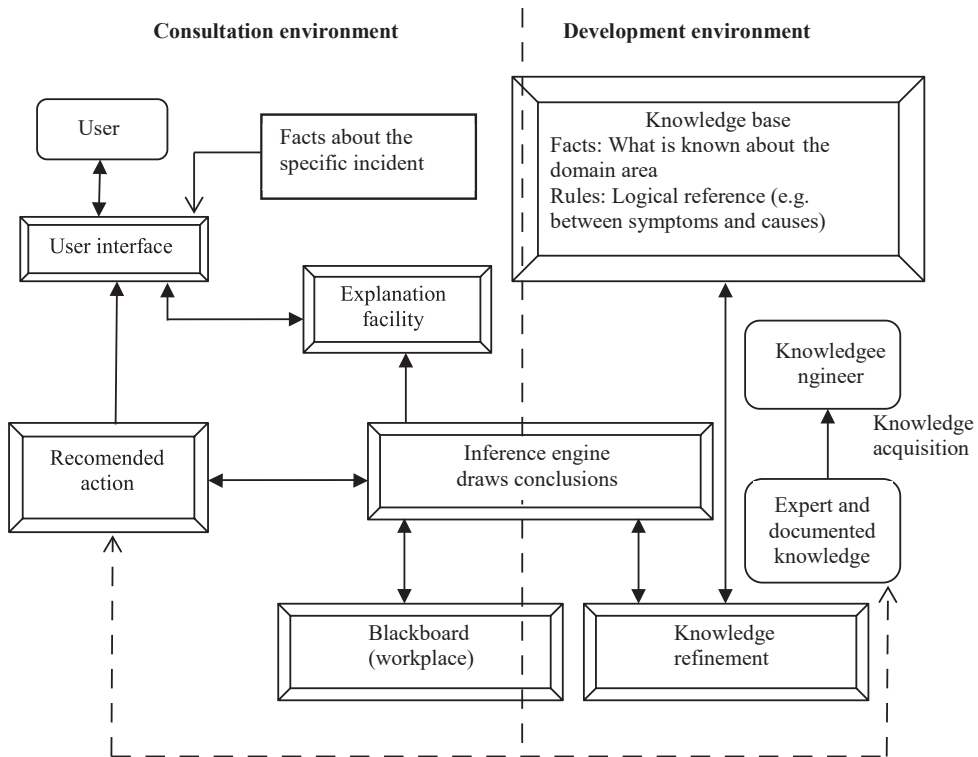 Consultation environment
Development environment
User
Facts about the
specific incident
Knowledge base
Facts: What is known about the
domain area
Rules: Logical reference (e.g.
between symptoms and causes)
User interface
Explanation
facility
Knowledgee
ngineer
Knowledge
acquisition
Recomended
action
Inference engine
draws conclusions
Expert and
documented
knowledge
Blackboard
(workplace)
Knowledge
refinement